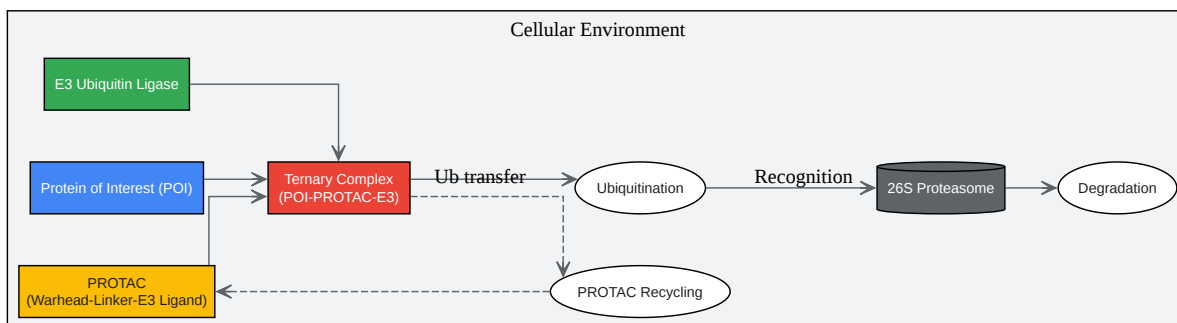 Cellular Environment
E3 Ubiquitin Ligase
Protein of Interest (POI)
Ternary Complex
(POI-PROTAC-E3)
Ub transfer
Ubiquitination
Recognition
26S Proteasome
Degradation
PROTAC
(Warhead-Linker-E3 Ligand)
PROTAC Recycling